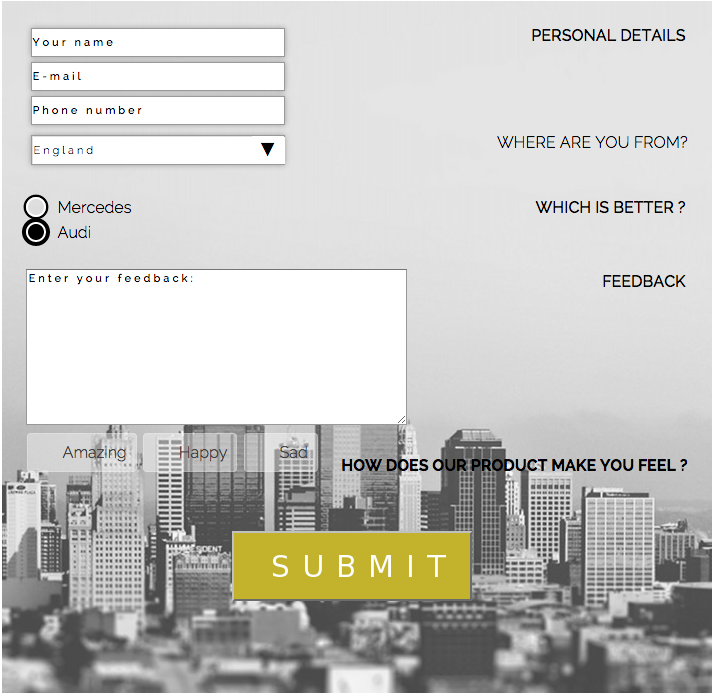 Your name
PERSONAL DETAILS
E-mail
Phone number
England
WHERE ARE YOU FROM?
Mercedes
WHICH IS BETTER ?
Audi
Enter your feedback:
FEEDBACK
Amazing Happy Sad
HOW DOES OUR PRODUCT MAKE YOU FEEL ?
PRESIDENT
SUBMIT